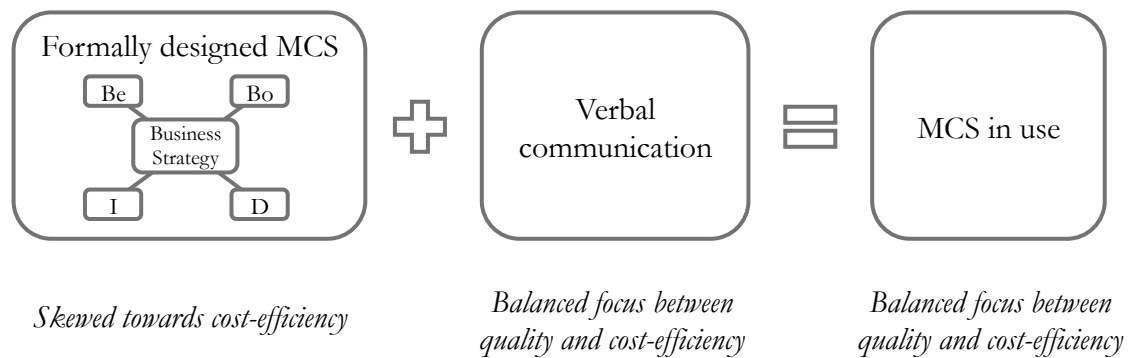 Formally designed MCS
Be
Bo
Business
Strategy
I
D
Verbal
communication
MCS in use
Skewed towards cost-efficiency
Balanced focus between
quality and cost-efficiency
Balanced focus between
quality and cost-efficiency